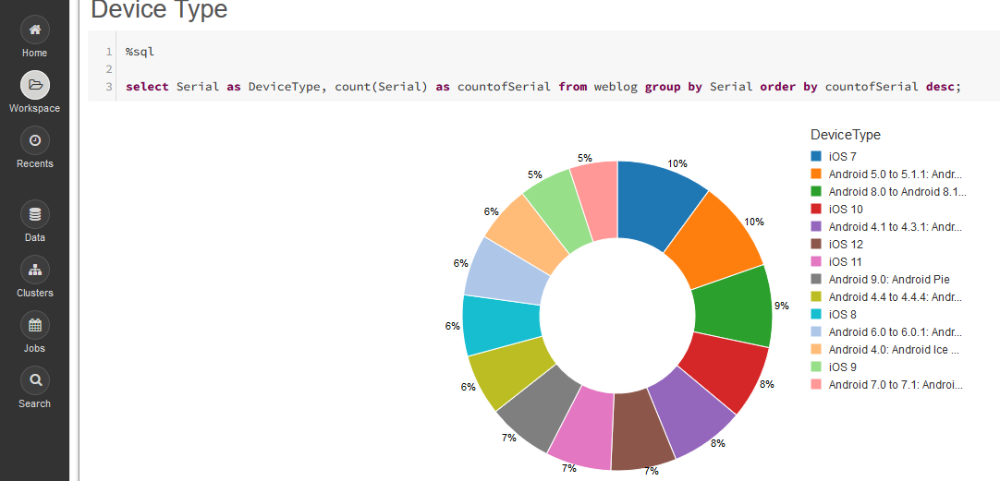 Device Type
Home
Workspace
Recents
Data
Clusters
Jobs
Search
1 %sql
2
3 select Serial as DeviceType, count(Serial) as countofSerial from weblog group by Serial order by countofSerial desc;
10%
10%
9%
8%
8%
7%
7%
7%
6%
6%
6%
6%
5%
5%
DeviceType
iOS 7
Android 5.0 to 5.1.1: Andr...
Android 8.0 to Android 8.1...
iOS 10
Android 4.1 to 4.3.1: Andr...
iOS 12
iOS 11
Android 9.0: Android Pie
Android 4.4 to 4.4.4: Andr...
iOS 8
Android 6.0 to 6.0.1: Andr...
Android 4.0: Android Ice ...
iOS 9
Android 7.0 to 7.1: Androi...